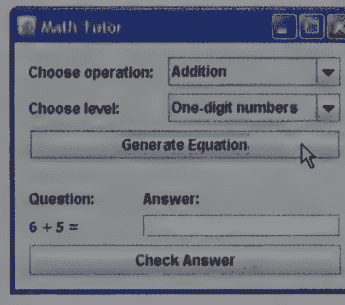 Math Tutor
Choose operation: Addition
Choose level: One-digit numbers
Generate Equation
Question: Answer:
6 + 5 =
Check Answer